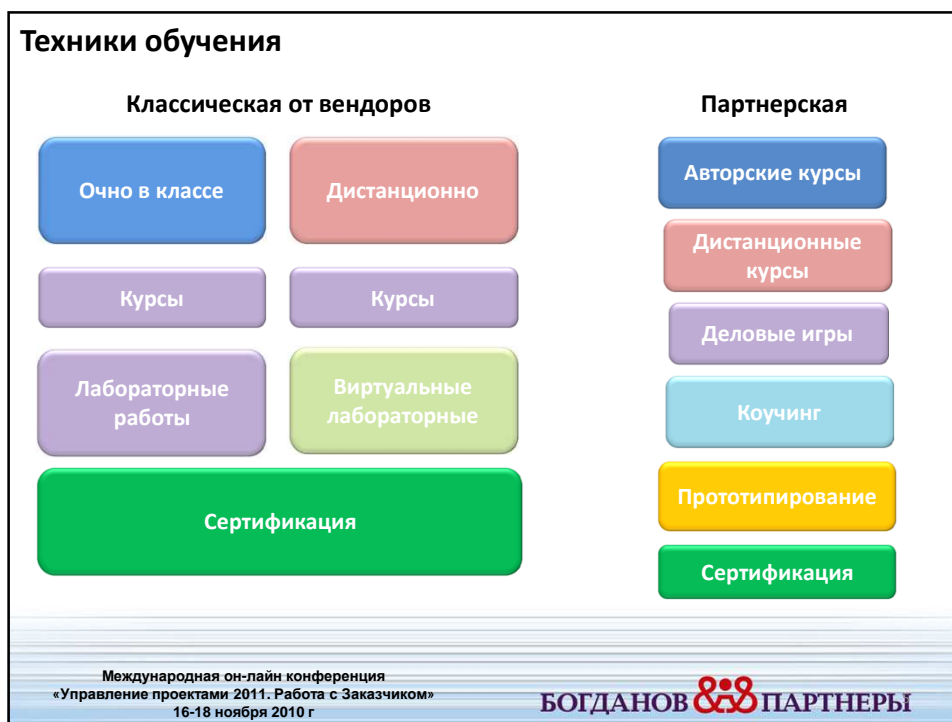 Техники обучения
Классическая от вендоров
Очно в классе
Дистанционно
Курсы
Курсы
Лабораторные
работы
Виртуальные
лабораторные
Сертификация
Партнерская
Авторские курсы
Дистанционные
курсы
Деловые игры
Коучинг
Прототипирование
Сертификация
Международная он-лайн конференция
«Управление проектами 2011. Работа с Заказчиком»
16-18 ноября 2010 г
БОГДАНОВ & ПАРТНЕРЫ